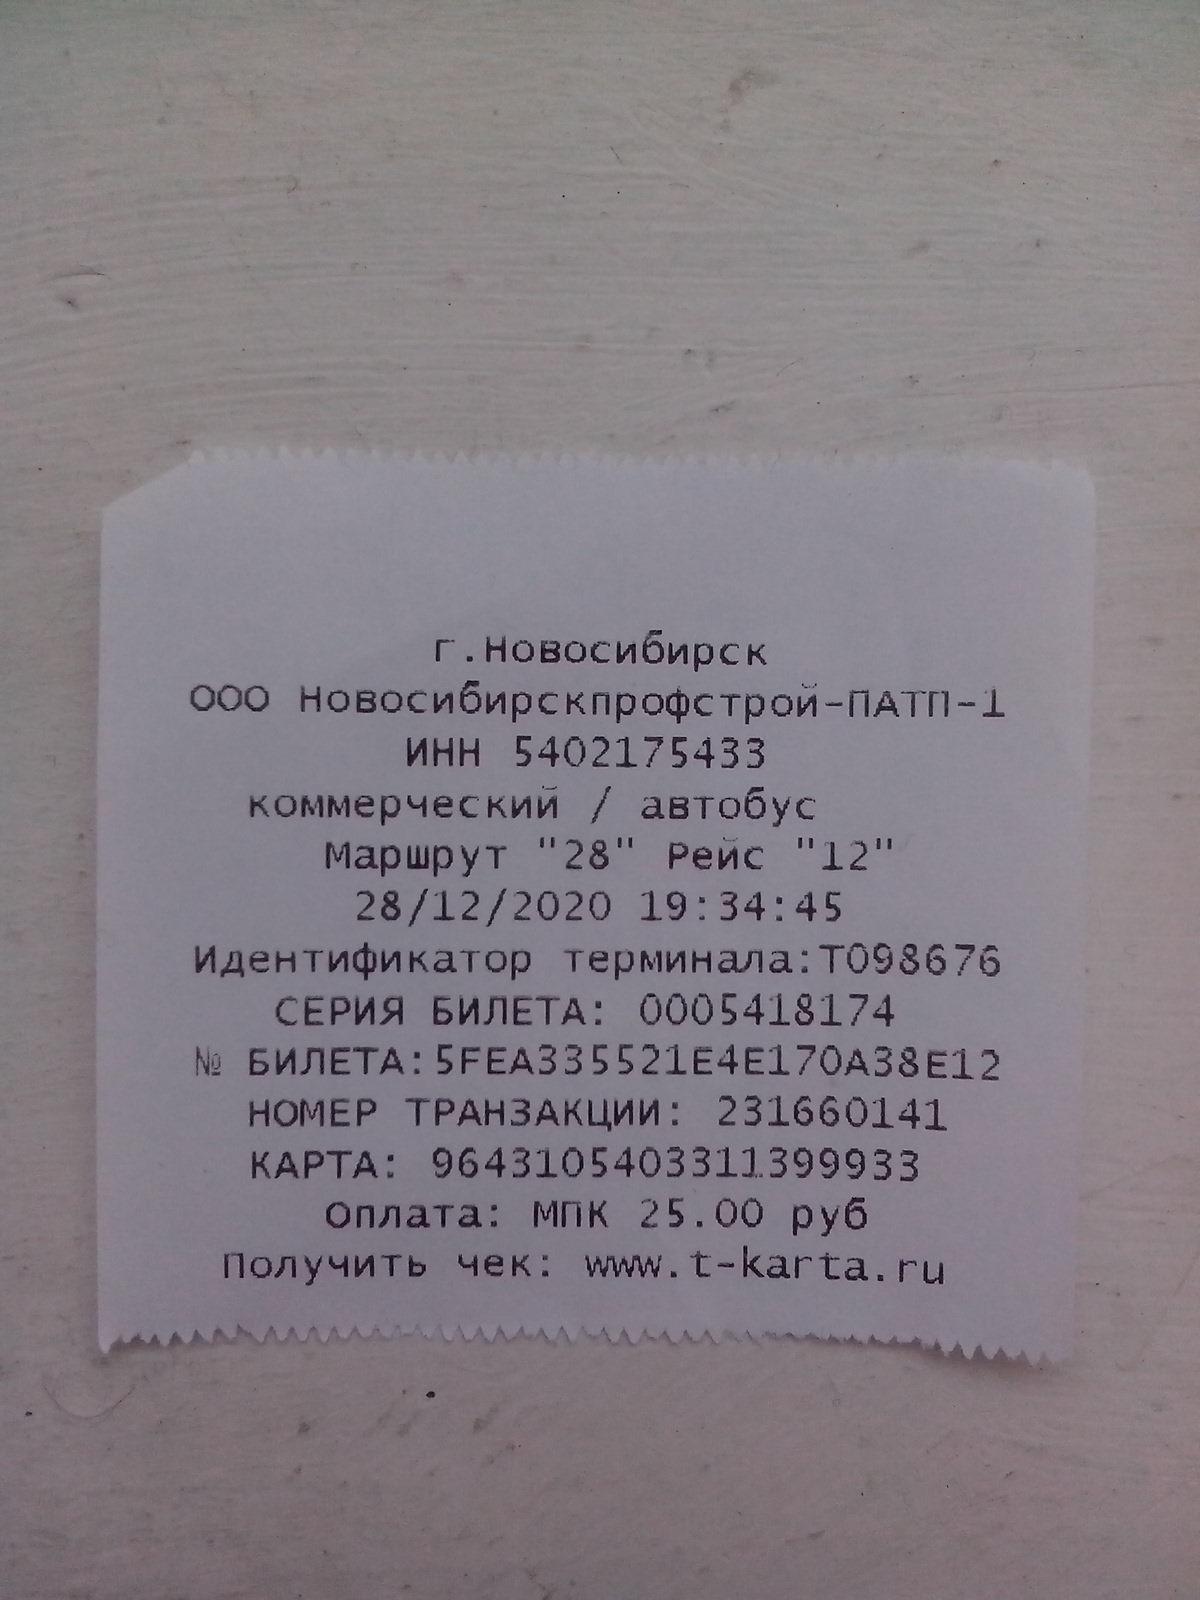 г.Новосибирск
ООО Новосибирскпрофстрой-ПАТП-1
ИНН 5402175433
коммерческий / автобус
Маршрут "28" Рейс "12"
28/12/2020 19:34:45
Идентификатор терминала:T098676
СЕРИЯ БИЛЕТА: 0005418174
№ БИЛЕТА:5FEA335521E4E170A38E12
НОМЕР ТРАНЗАКЦИИ: 231660141
КАРТА: 9643105403311399933
Оплата: МПК 25.00 руб
Получить чек: www.t-karta.ru